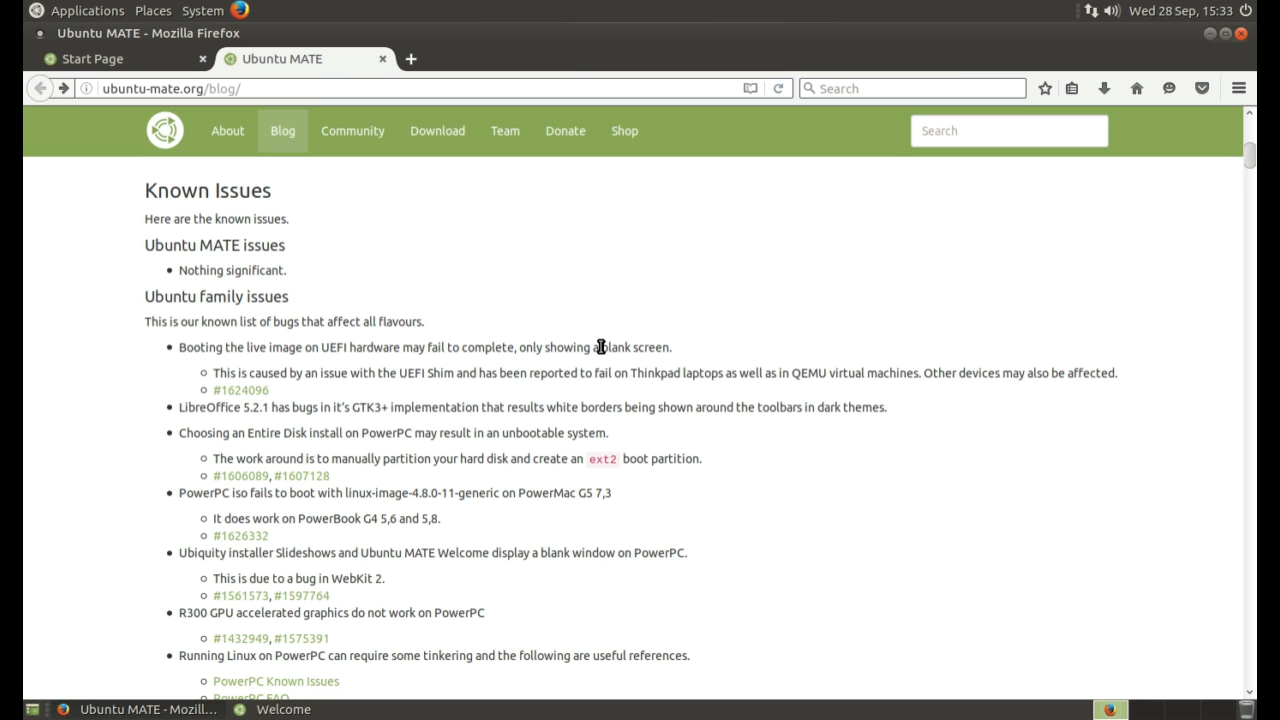 Applications Places System Wed 28 Sep, 15:33
Ubuntu MATE - Mozilla Firefox
Start Page Ubuntu MATE
ubuntu-mate.org/blog/ Search
About Blog Community Download Team Donate Shop Search
Known Issues
Here are the known issues.
Ubuntu MATE issues
Nothing significant.
Ubuntu family issues
This is our known list of bugs that affect all flavours.
Booting the live image on UEFI hardware may fail to complete, only showing a blank screen.
This is caused by an issue with the UEFI Shim and has been reported to fail on Thinkpad laptops as well as in QEMU virtual machines. Other devices may also be affected.
#1624096
LibreOffice 5.2.1 has bugs in it's GTK3+ implementation that results white borders being shown around the toolbars in dark themes.
Choosing an Entire Disk install on PowerPC may result in an unbootable system.
The work around is to manually partition your hard disk and create an ext2 boot partition.
#1606089, #1607128
PowerPC iso fails to boot with linux-image-4.8.0-11-generic on PowerMac G5 7,3
It does work on PowerBook G4 5,6 and 5,8.
#1626332
Ubiquity installer Slideshows and Ubuntu MATE Welcome display a blank window on PowerPC.
This is due to a bug in WebKit 2.
#1561573, #1597764
R300 GPU accelerated graphics do not work on PowerPC
#1432949, #1575391
Running Linux on PowerPC can require some tinkering and the following are useful references.
PowerPC Known Issues
PowerPC FAQ
Ubuntu MATE - Mozill... Welcome